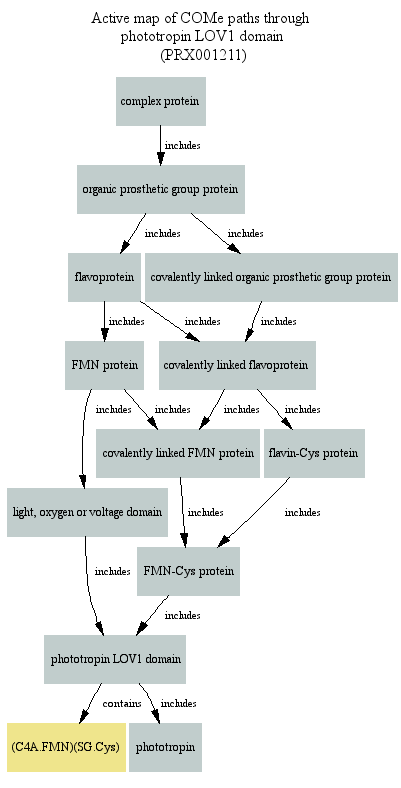 Active map of COMe paths through
phototropin LOV1 domain
(PRX001211)
complex protein
includes
organic prosthetic group protein
includes
includes
flavoprotein
covalently linked organic prosthetic group protein
includes
includes
includes
FMN protein
covalently linked flavoprotein
includes
includes
includes
includes
covalently linked FMN protein
flavin-Cys protein
light, oxygen or voltage domain
includes
includes
includes
FMN-Cys protein
includes
phototropin LOV1 domain
contains
includes
(C4A.FMN)(SG.Cys)
phototropin